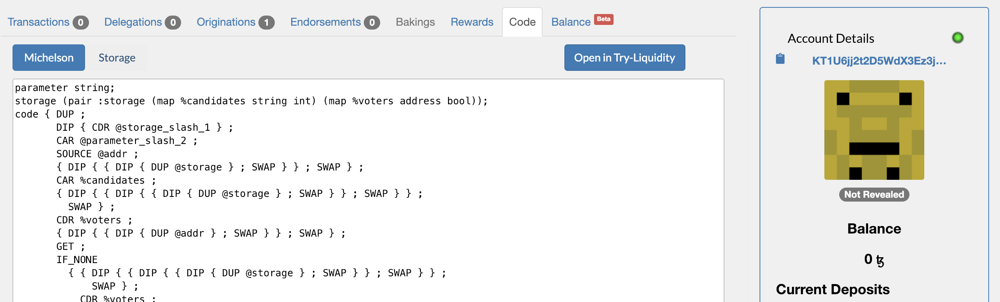 Transactions 0 Delegations 0 Originations 1 Endorsements 0 Bakings Rewards Code Balance Beta
Michelson Storage Open in Try-Liquidity
parameter string;
storage (pair :storage (map %candidates string int) (map %voters address bool));
code { DUP ;
DIP { CDR @storage_slash_1 } ;
CAR @parameter_slash_2 ;
SOURCE @addr ;
{ DIP { { DIP { DUP @storage } ; SWAP } } ; SWAP } ;
CAR %candidates ;
{ DIP { { DIP { { DIP { DUP @storage } ; SWAP } } ; SWAP } } ;
SWAP } ;
CDR %voters ;
{ DIP { { DIP { DUP @addr } ; SWAP } } ; SWAP } ;
GET ;
IF_NONE
{ { DIP { { DIP { { DIP { DUP @storage } ; SWAP } } ; SWAP } } ;
SWAP } ;
CDR %voters ;
Account Details
KT1U6jj2t2D5WdX3Ez3j...
Not Revealed
Balance
0 ꜩ
Current Deposits